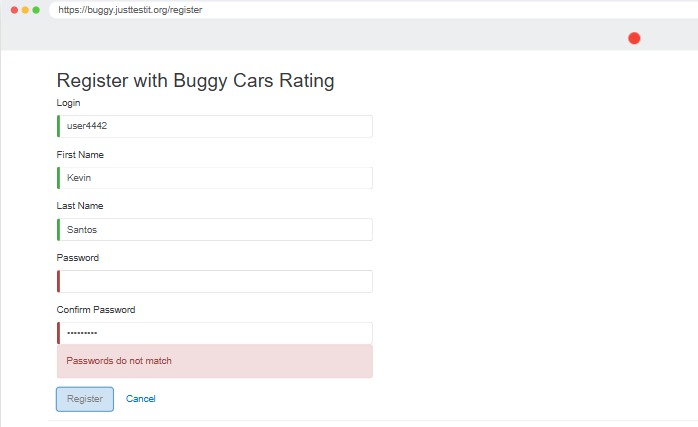 https://buggy.justtestit.org/register
Register with Buggy Cars Rating
Login
user4442
First Name
Kevin
Last Name
Santos
Password
Confirm Password
•••••••••
Passwords do not match
Register Cancel